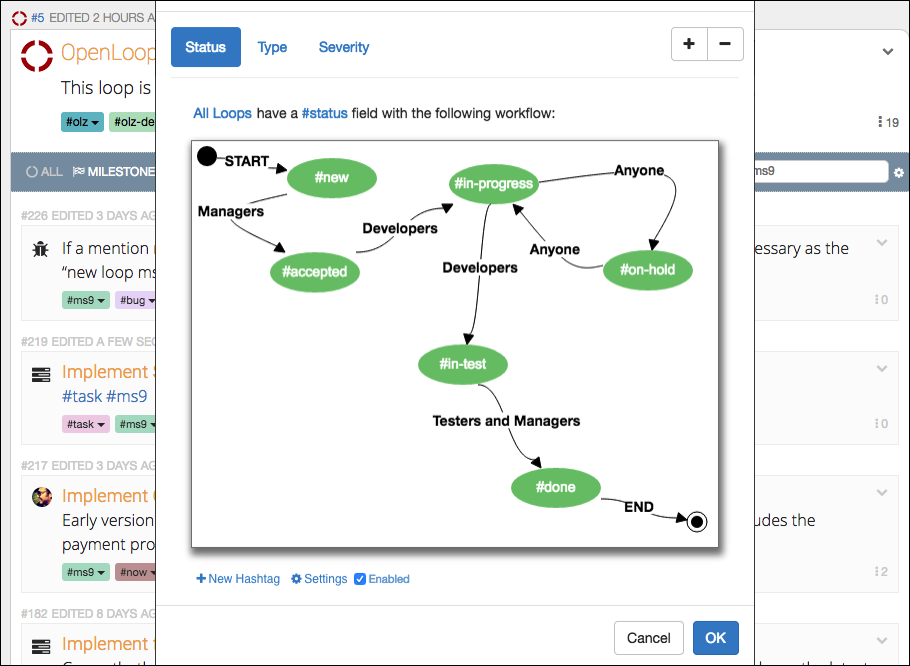 #5 EDITED 2 HOURS A
OpenLoop
This loop is
#olz #olz-de
19
ALL MILESTONE
ms9
#226 EDITED 3 DAYS AG
If a mention
essary as the
"new loop ms
#ms9 #bug
0
#219 EDITED A FEW SEC
Implement S
#task #ms9
#task #ms9
0
#217 EDITED 3 DAYS AG
Implement
Early version
udes the
payment pro
#ms9 #now
2
#182 EDITED 8 DAYS AG
Implement t
Status Type Severity
+ −
All Loops have a #status field with the following workflow:
START
#new
#in-progress
Anyone
Managers
Developers
Anyone
#accepted
Developers
#on-hold
#in-test
Testers and Managers
#done
END
New Hashtag Settings Enabled
Cancel OK